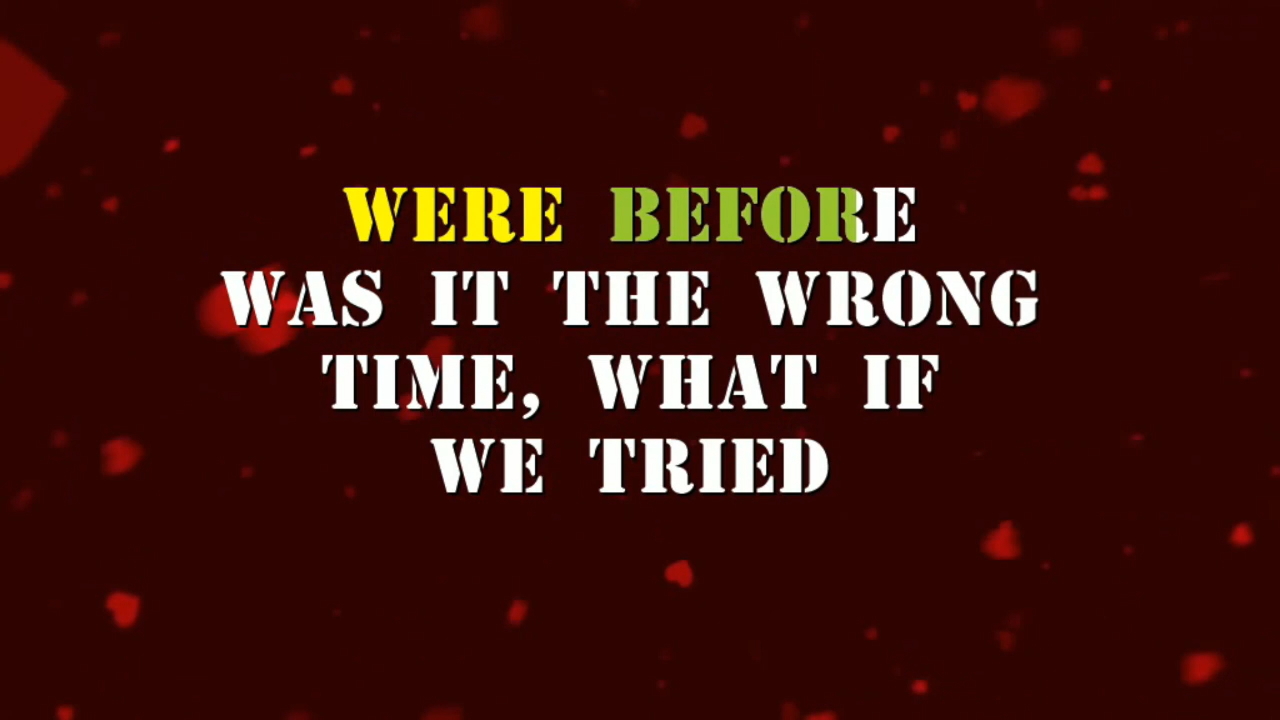 WERE BEFORE
WAS IT THE WRONG
TIME, WHAT IF
WE TRIED